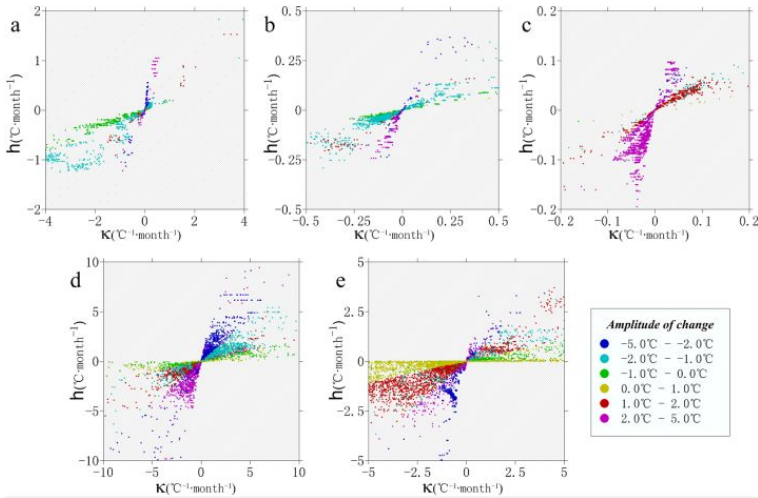 a
2
1
0
-1
-2
-4
-2
0
2
4
h(℃·month⁻¹)
κ(℃⁻¹·month⁻¹)
b
0.5
0.25
0
-0.25
-0.5
-0.5
-0.25
0
0.25
0.5
h(℃·month⁻¹)
κ(℃⁻¹·month⁻¹)
c
0.2
0.1
0
-0.1
-0.2
-0.2
-0.1
0
0.1
0.2
h(℃·month⁻¹)
κ(℃⁻¹·month⁻¹)
d
10
5
0
-5
-10
-10
-5
0
5
10
h(℃·month⁻¹)
κ(℃⁻¹·month⁻¹)
e
5
2.5
0
-2.5
-5
-5
-2.5
0
2.5
5
h(℃·month⁻¹)
κ(℃⁻¹·month⁻¹)
Amplitude of change
-5.0℃ - -2.0℃
-2.0℃ - -1.0℃
-1.0℃ - 0.0℃
0.0℃ - 1.0℃
1.0℃ - 2.0℃
2.0℃ - 5.0℃